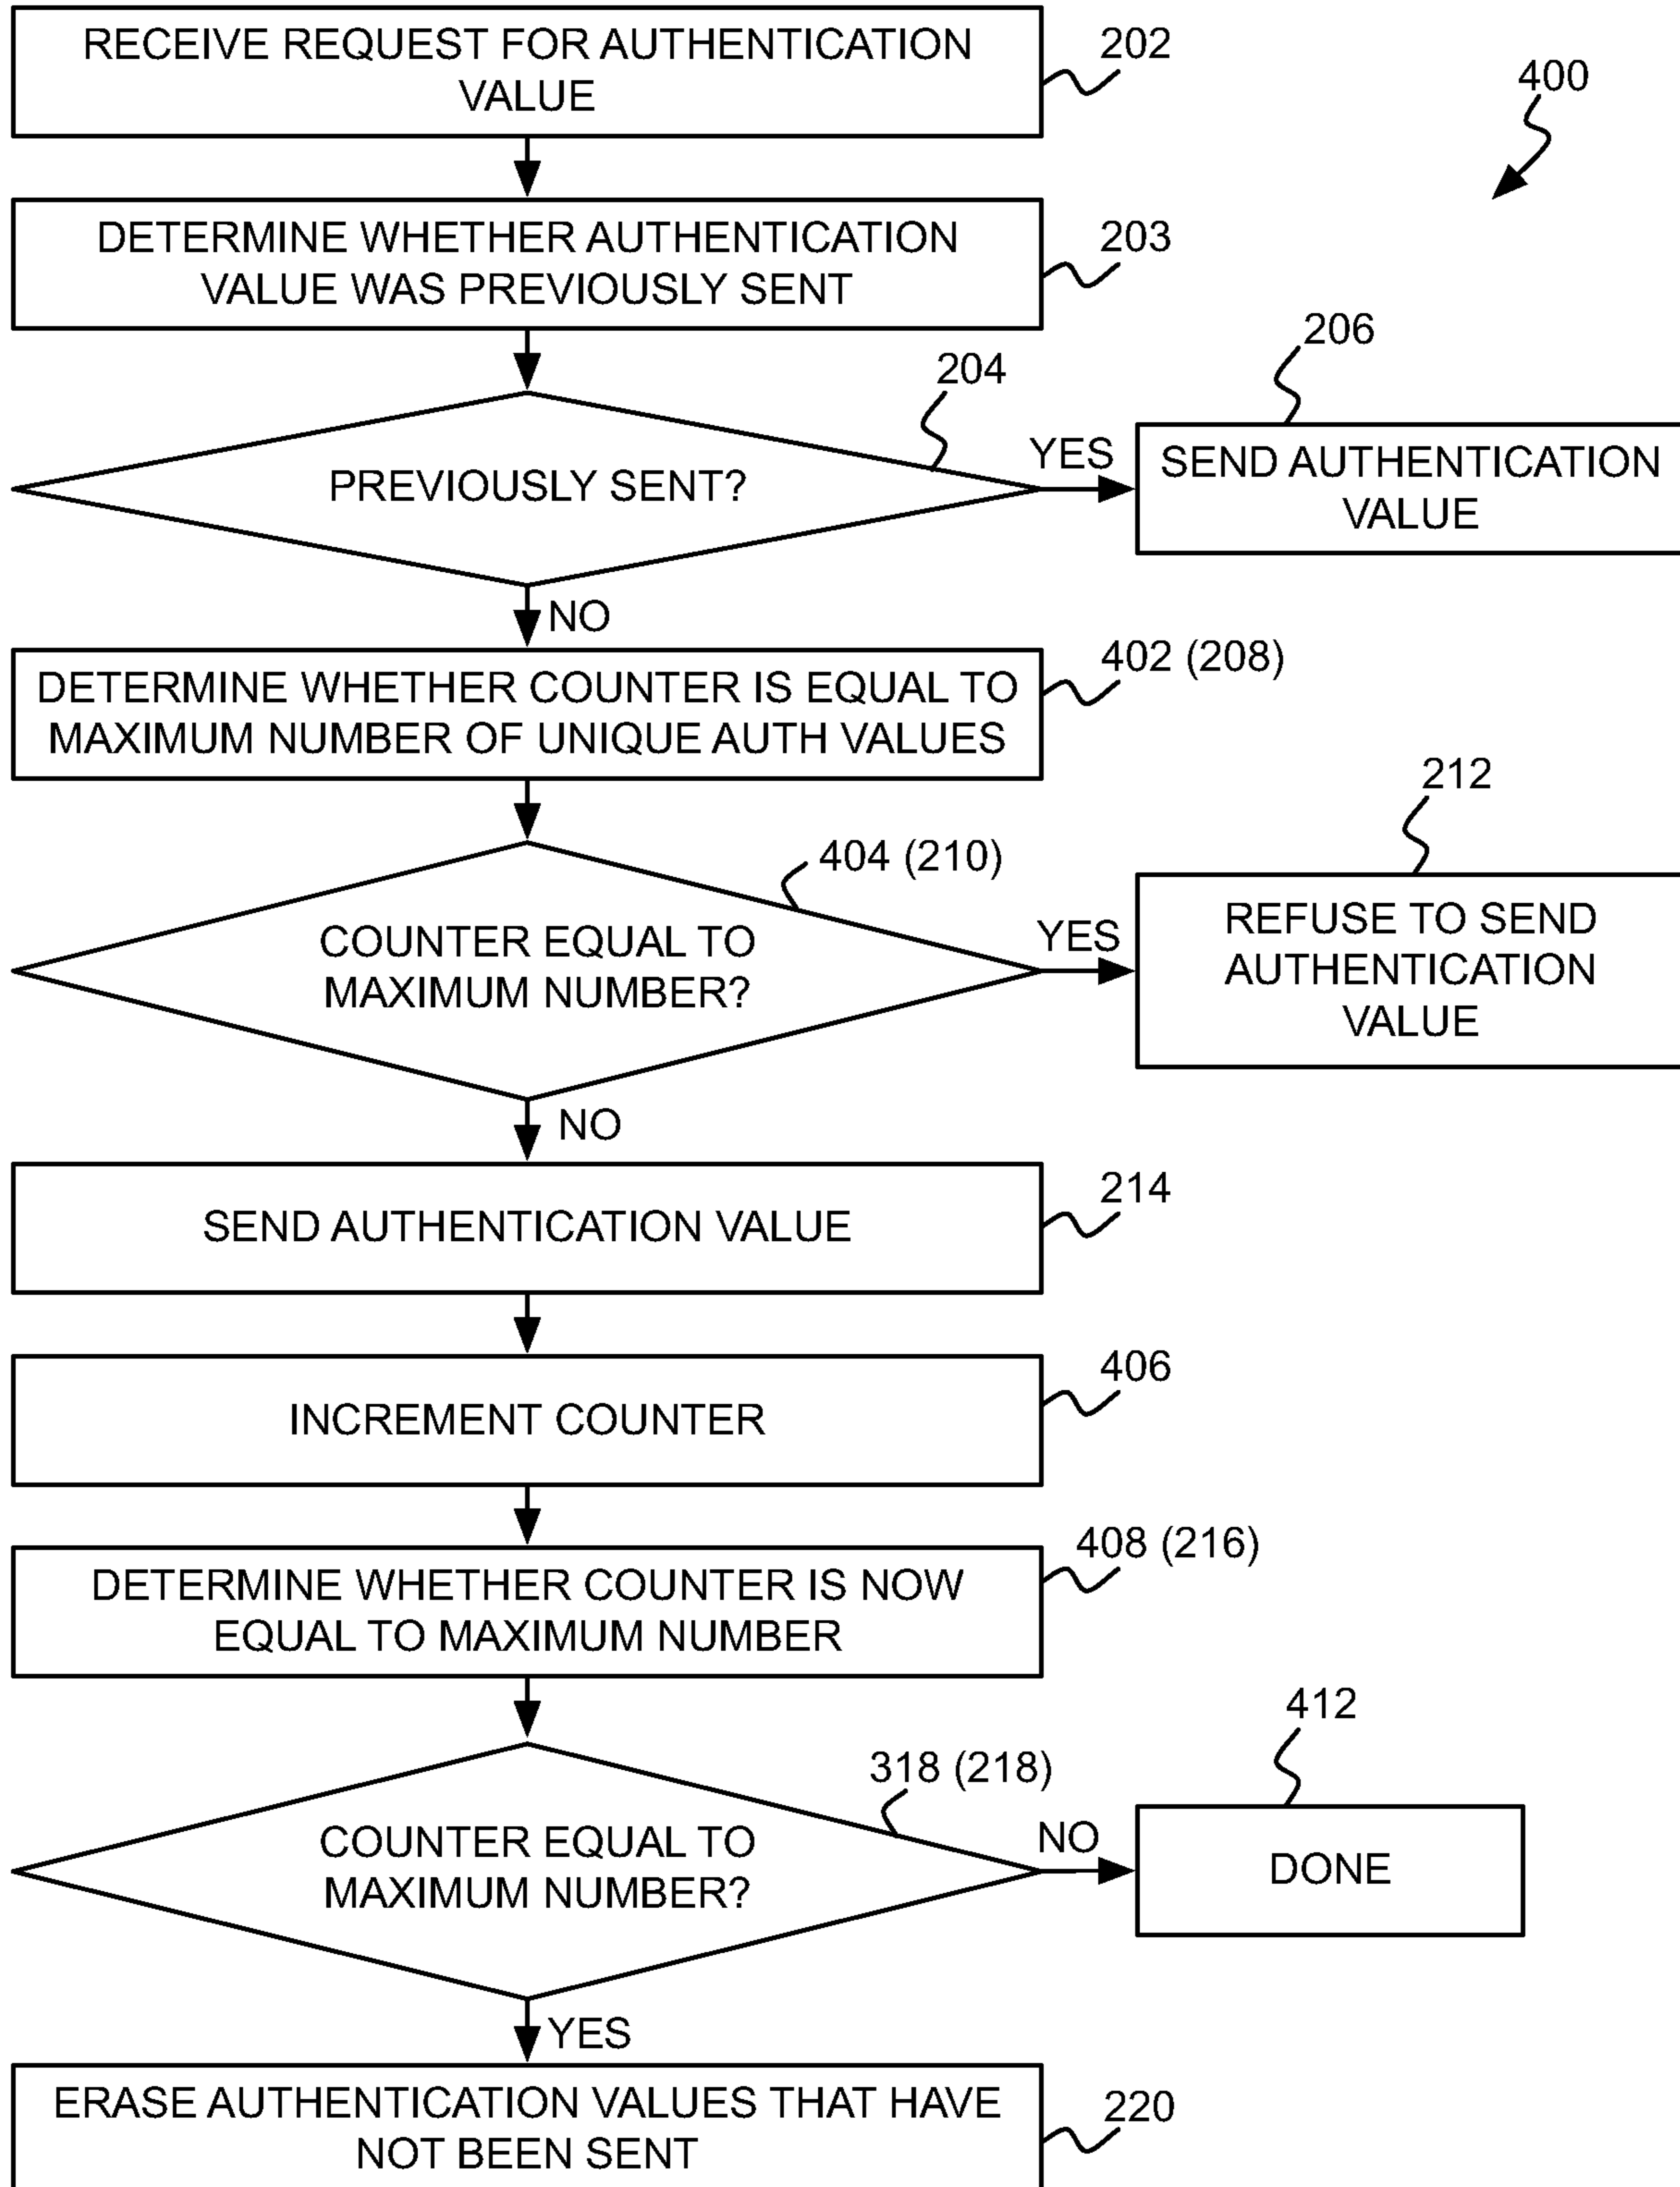 RECEIVE REQUEST FOR AUTHENTICATION
VALUE
202
400
DETERMINE WHETHER AUTHENTICATION
VALUE WAS PREVIOUSLY SENT
203
204
206
PREVIOUSLY SENT?
YES
SEND AUTHENTICATION
VALUE
NO
DETERMINE WHETHER COUNTER IS EQUAL TO
MAXIMUM NUMBER OF UNIQUE AUTH VALUES
402 (208)
404 (210)
212
COUNTER EQUAL TO
MAXIMUM NUMBER?
YES
REFUSE TO SEND
AUTHENTICATION
VALUE
NO
SEND AUTHENTICATION VALUE
214
INCREMENT COUNTER
406
DETERMINE WHETHER COUNTER IS NOW
EQUAL TO MAXIMUM NUMBER
408 (216)
318 (218)
412
COUNTER EQUAL TO
MAXIMUM NUMBER?
NO
DONE
YES
ERASE AUTHENTICATION VALUES THAT HAVE
NOT BEEN SENT
220